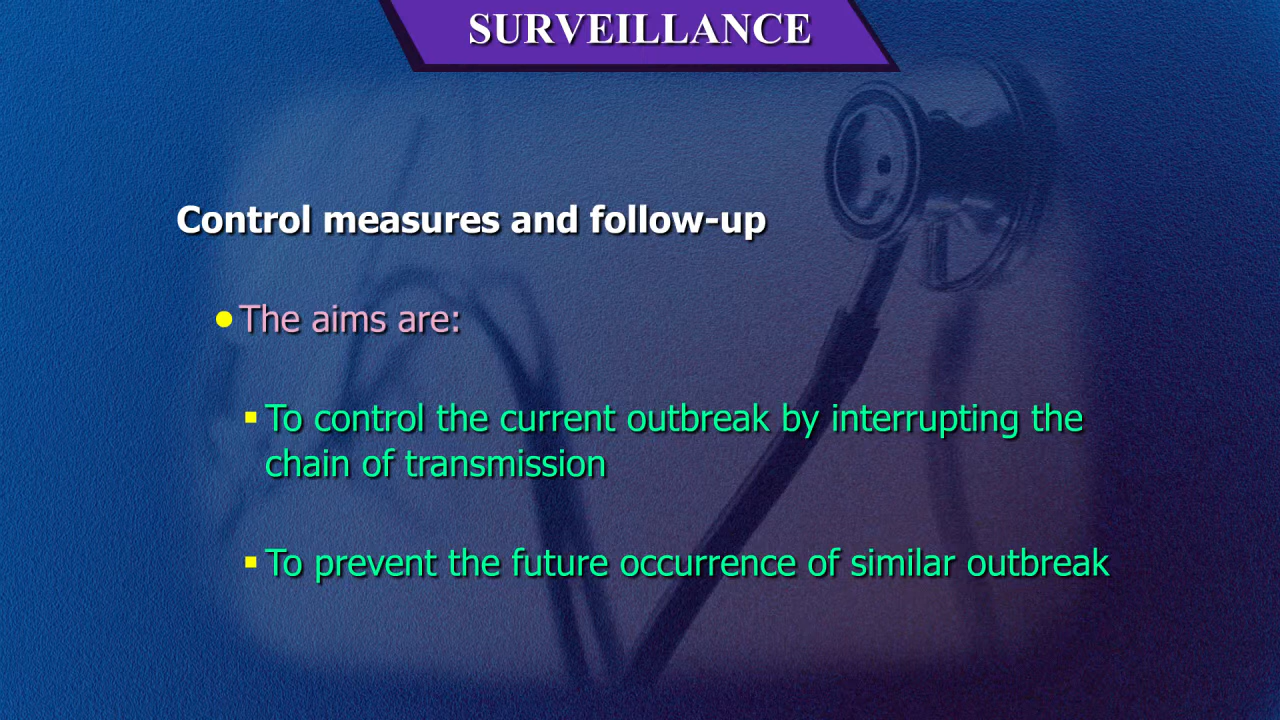 SURVEILLANCE
Control measures and follow-up
The aims are:
To control the current outbreak by interrupting the
chain of transmission
To prevent the future occurrence of similar outbreak